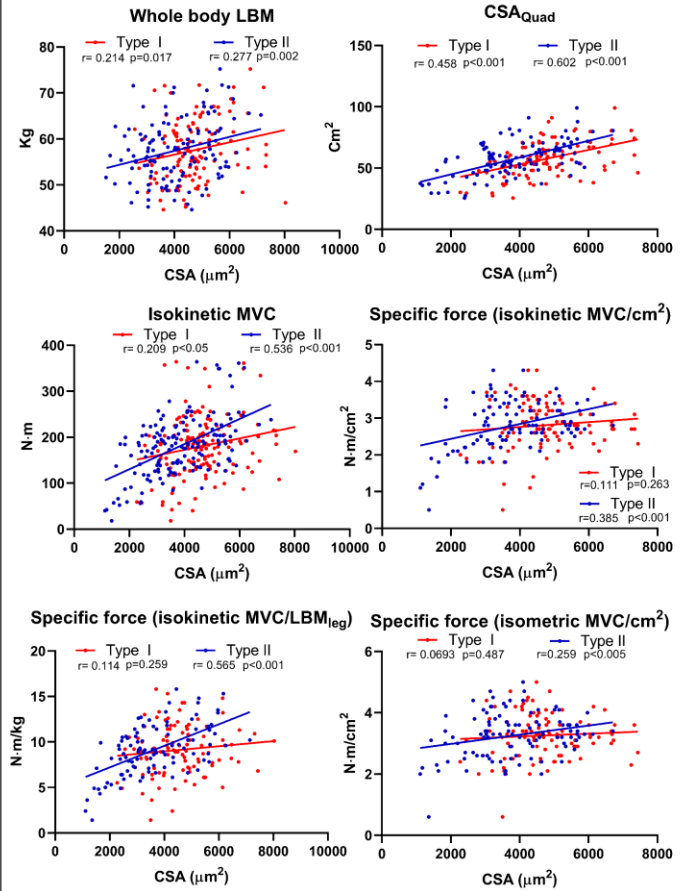 Whole body LBM
Type I Type II
r= 0.214 p=0.017 r= 0.277 p=0.002
80
70
60
50
40
Kg
0 2000 4000 6000 8000 10000
CSA (μm²)
CSA_Quad
Type I Type II
r= 0.458 p<0.001 r= 0.602 p<0.001
150
100
50
0
Cm²
0 2000 4000 6000 8000
CSA (μm²)
Isokinetic MVC
Type I Type II
r= 0.209 p<0.05 r= 0.536 p<0.001
400
300
200
100
0
N·m
0 2000 4000 6000 8000 10000
CSA (μm²)
Specific force (isokinetic MVC/cm²)
5
4
3
2
1
0
N·m/cm²
Type I
r=0.111 p=0.263
Type II
r=0.385 p<0.001
0 2000 4000 6000 8000
CSA (μm²)
Specific force (isokinetic MVC/LBM_leg)
Type I Type II
r= 0.114 p=0.259 r= 0.565 p<0.001
20
15
10
5
0
N·m/kg
0 2000 4000 6000 8000 10000
CSA (μm²)
Specific force (isometric MVC/cm²)
Type I Type II
r= 0.0693 p=0.487 r=0.259 p<0.005
6
4
2
0
N·m/cm²
0 2000 4000 6000 8000
CSA (μm²)